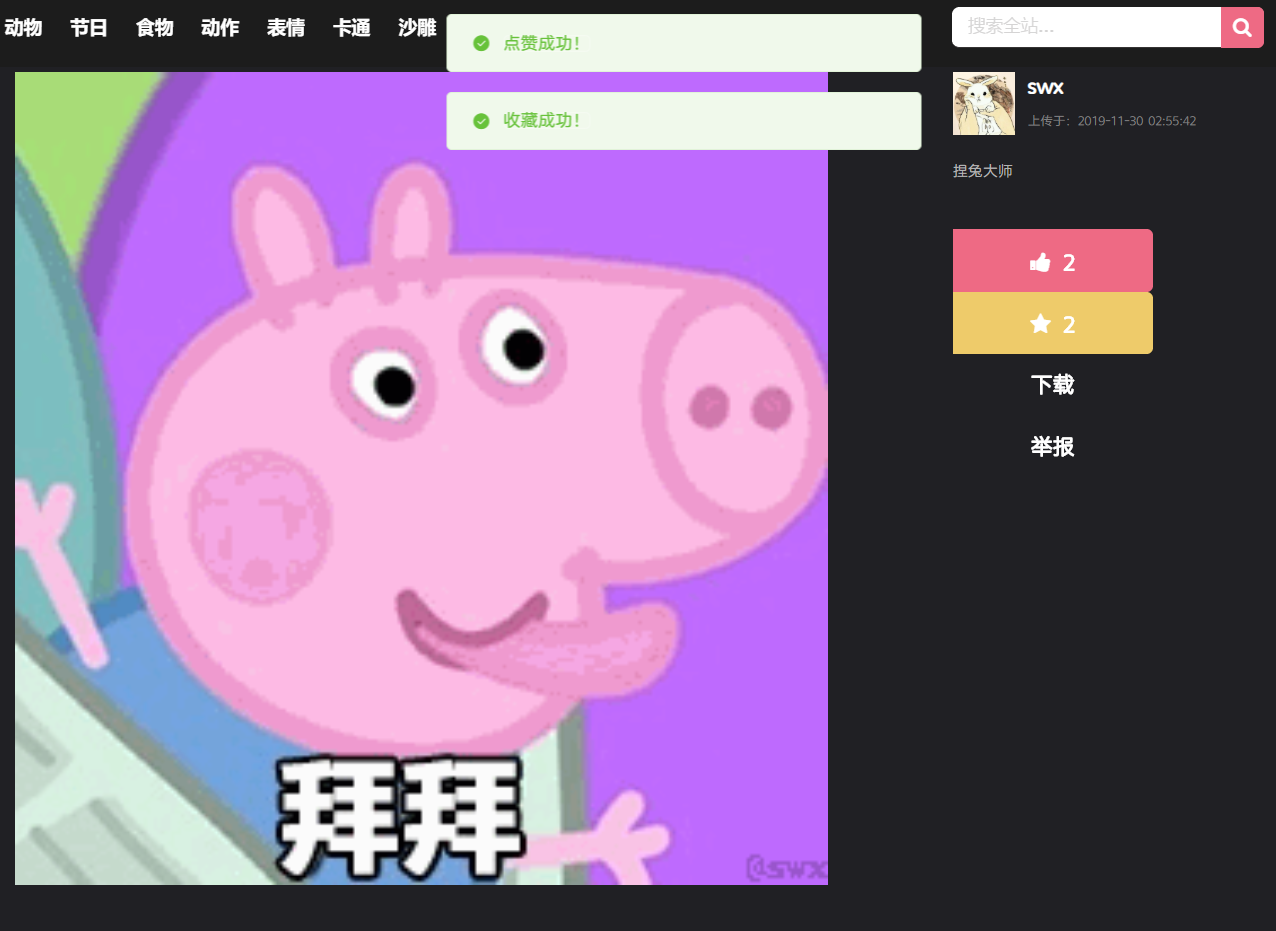 动物 节日 食物 动作 表情 卡通 沙雕
点赞成功！
搜索全站...
收藏成功！
swx
上传于：2019-11-30 02:55:42
捏兔大师
2
2
下载
举报
拜拜
@swx